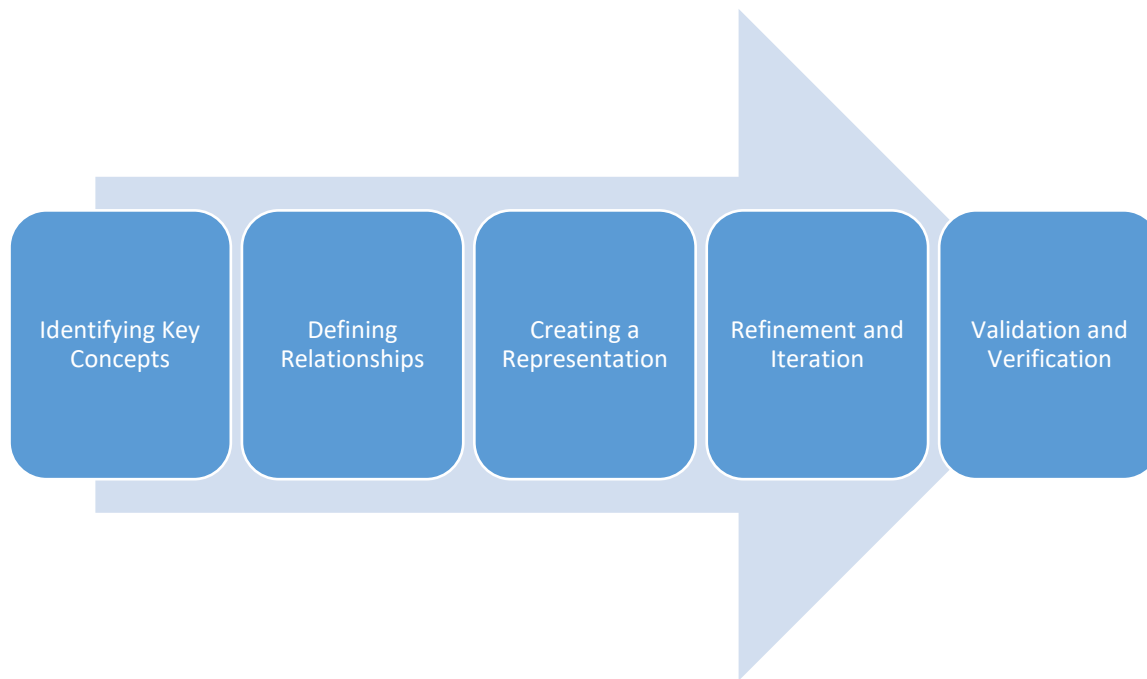 Identifying Key
Concepts
Defining
Relationships
Creating a
Representation
Refinement and
Iteration
Validation and
Verification